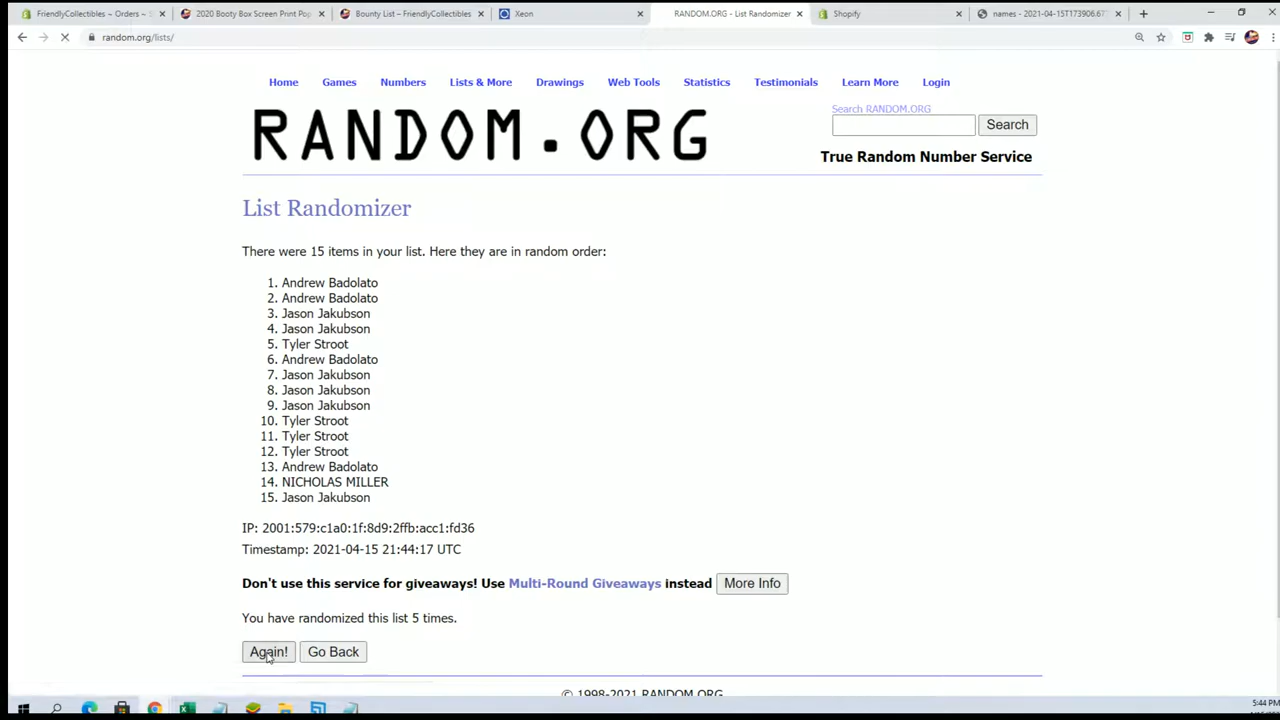 FriendlyCollectibles ~ Orders ~ S
2020 Booty Box Screen Print Pop
Bounty List – FriendlyCollectibles
Xeon
RANDOM.ORG - List Randomizer
Shopify
names - 2021-04-15T173906.67
random.org/lists/
Home Games Numbers Lists & More Drawings Web Tools Statistics Testimonials Learn More Login
RANDOM.ORG
Search RANDOM.ORG
Search
True Random Number Service
List Randomizer
There were 15 items in your list. Here they are in random order:
1. Andrew Badolato
2. Andrew Badolato
3. Jason Jakubson
4. Jason Jakubson
5. Tyler Stroot
6. Andrew Badolato
7. Jason Jakubson
8. Jason Jakubson
9. Jason Jakubson
10. Tyler Stroot
11. Tyler Stroot
12. Tyler Stroot
13. Andrew Badolato
14. NICHOLAS MILLER
15. Jason Jakubson
IP: 2001:579:c1a0:1f:8d9:2ffb:acc1:fd36
Timestamp: 2021-04-15 21:44:17 UTC
Don't use this service for giveaways! Use Multi-Round Giveaways instead More Info
You have randomized this list 5 times.
Again! Go Back
© 1998-2021 RANDOM.ORG
5:44 PM